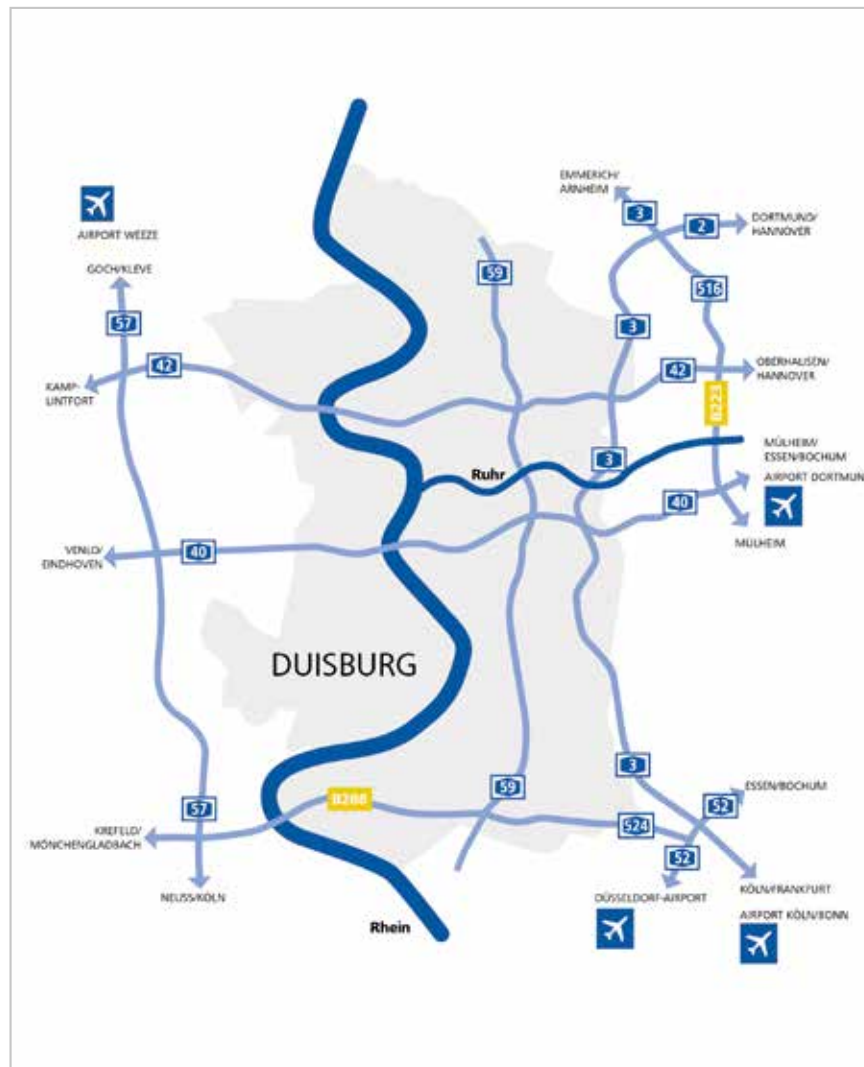 EMMERICH/
ARNHEIM
3
2
DORTMUND/
HANNOVER
AIRPORT WEEZE
GOCH/KLEVE
59
516
57
3
42
KAMP-
LINTFORT
42
OBERHAUSEN/
HANNOVER
B223
MÜLHEIM/
ESSEN/BOCHUM
3
Ruhr
AIRPORT DORTMUN
40
MÜLHEIM
VENLO/
EINDHOVEN
40
DUISBURG
3
59
ESSEN/BOCHUM
57
B288
52
524
KREFELD/
MÖNCHENGLADBACH
52
NEUSS/KÖLN
DÜSSELDORF-AIRPORT
KÖLN/FRANKFURT
AIRPORT KÖLN/BONN
Rhein